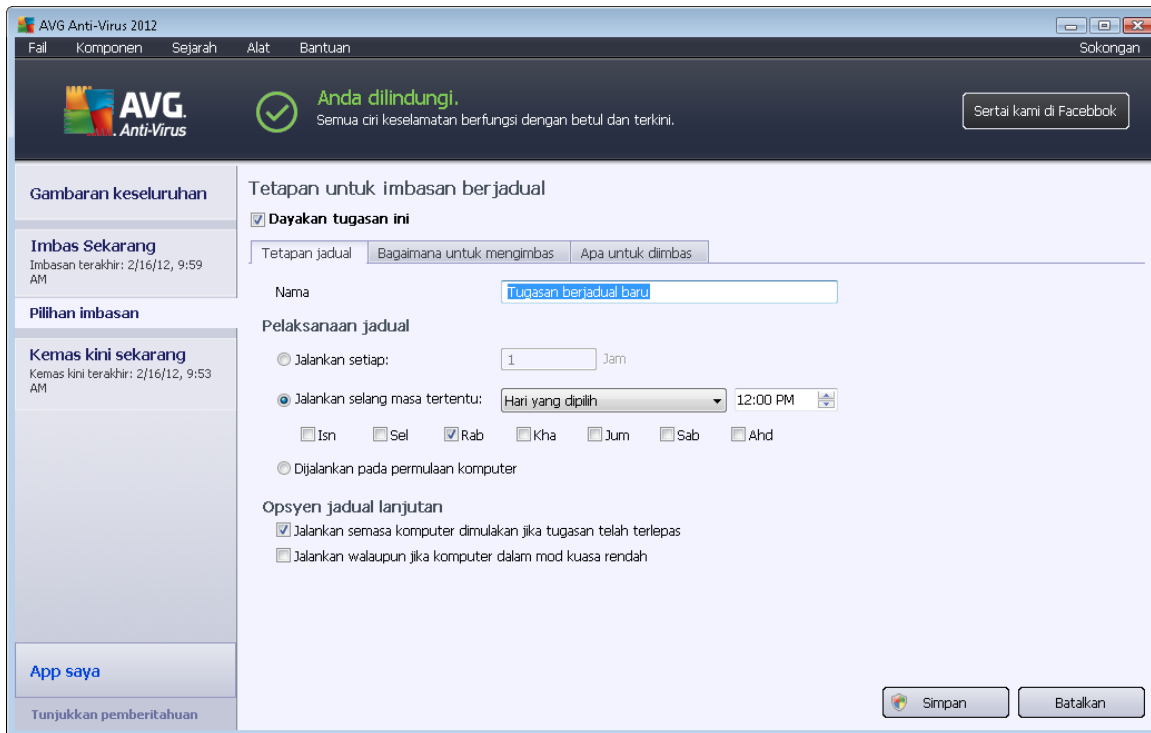 AVG Anti-Virus 2012
Fail Komponen Sejarah Alat Bantuan Sokongan
AVG.
Anti-Virus
Anda dilindungi.
Semua ciri keselamatan berfungsi dengan betul dan terkini.
Sertai kami di Facebbok
Gambaran keseluruhan
Imbas Sekarang
Imbasan terakhir: 2/16/12, 9:59
AM
Pilihan imbasan
Kemas kini sekarang
Kemas kini terakhir: 2/16/12, 9:53
AM
App saya
Tunjukkan pemberitahuan
Tetapan untuk imbasan berjadual
Dayakan tugasan ini
Tetapan jadual Bagaimana untuk mengimbas Apa untuk diimbas
Nama Tugasan berjadual baru
Pelaksanaan jadual
Jalankan setiap: 1 Jam
Jalankan selang masa tertentu: Hari yang dipilih 12:00 PM
Isn Sel Rab Kha Jum Sab Ahd
Dijalankan pada permulaan komputer
Opsyen jadual lanjutan
Jalankan semasa komputer dimulakan jika tugasan telah terlepas
Jalankan walaupun jika komputer dalam mod kuasa rendah
Simpan Batalkan